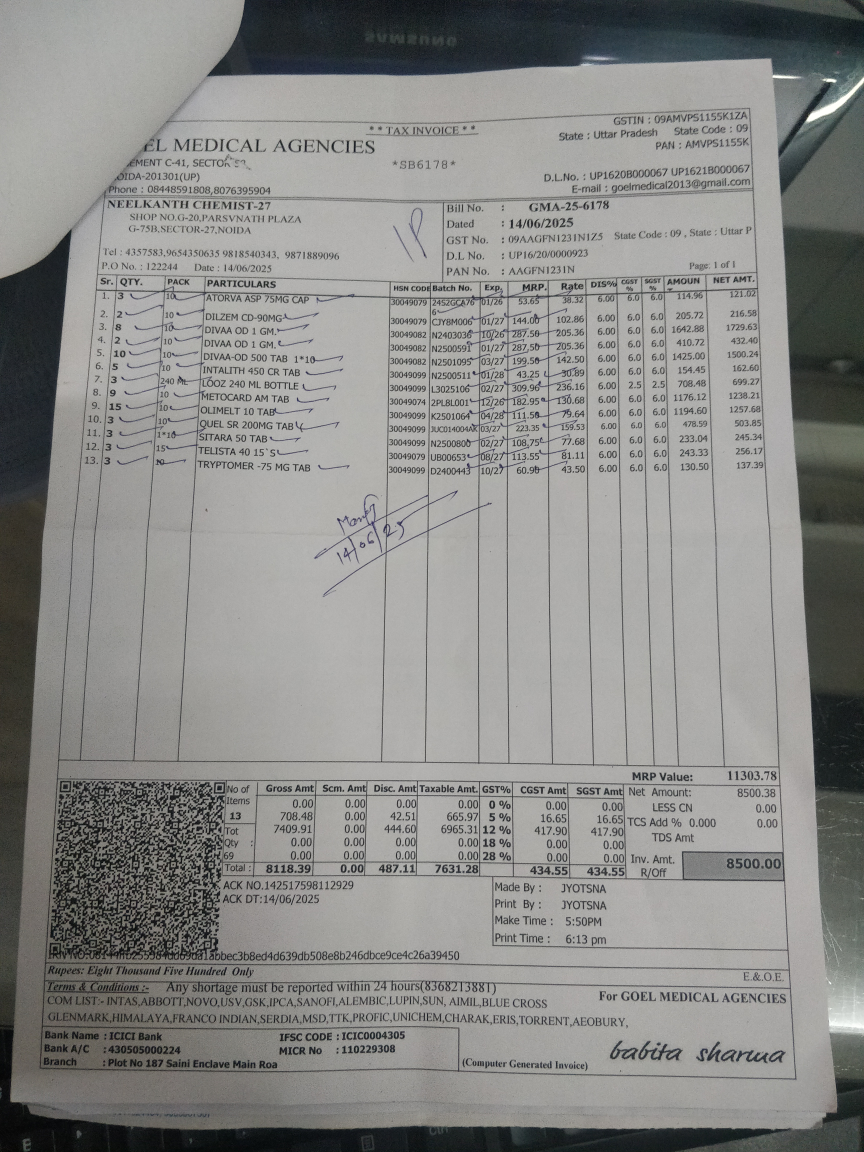 SAMSUNG
** TAX INVOICE **
GSTIN : 09AMVPS1155K1ZA
State : Uttar Pradesh State Code : 09
PAN : AMVPS1155K
EL MEDICAL AGENCIES
*SB6178*
EMENT C-41, SECTOR
OIDA-201301(UP)
Phone : 08448591808,8076395904
D.L.No. : UP1620B000067 UP1621B000067
E-mail : goelmedical2013@gmail.com
NEELKANTH CHEMIST-27
SHOP NO.G-20,PARSVNATH PLAZA
G-75B,SECTOR-27,NOIDA
Tel : 4357583,9654350635 9818540343, 9871889096
P.O No. : 122244 Date : 14/06/2025
Bill No. : GMA-25-6178
Dated : 14/06/2025
GST No. : 09AAGFN1231N1Z5 State Code : 09 , State : Uttar P
D.L No. : UP16/20/0000923
PAN No. : AAGFN1231N
Page. 1 of 1
Sr. QTY. PACK PARTICULARS HSN CODE Batch No. Exp. MRP. Rate DIS% CGST % SGST % AMOUN NET AMT.
1. 3 10 ATORVA ASP 75MG CAP 30049079 2452GCA76 01/26 53.65 38.32 6.00 6.0 6.0 114.96 121.02
2. 2 10 DILZEM CD-90MG 30049079 CJY8M006 01/27 144.00 102.86 6.00 6.0 6.0 205.72 216.58
3. 8 10 DIVAA OD 1 GM. 30049082 N2403036 10/26 287.50 205.36 6.00 6.0 6.0 1642.88 1729.63
4. 2 10 DIVAA OD 1 GM. 30049082 N2500591 01/27 287.50 205.36 6.00 6.0 6.0 410.72 432.40
5. 10 10 DIVAA-OD 500 TAB 1*10 30049082 N2501095 03/27 199.50 142.50 6.00 6.0 6.0 1425.00 1500.24
6. 5 10 INTALITH 450 CR TAB 30049099 N2500511 01/28 43.25 30.89 6.00 6.0 6.0 154.45 162.60
7. 3 240 ML LOOZ 240 ML BOTTLE 30049099 L3025106 02/27 309.96 236.16 6.00 2.5 2.5 708.48 699.27
8. 9 10 METOCARD AM TAB 30049074 2PLBL001 12/26 182.95 130.68 6.00 6.0 6.0 1176.12 1238.21
9. 15 10 OLIMELT 10 TAB 30049099 K2501064 04/28 111.50 79.64 6.00 6.0 6.0 1194.60 1257.68
10. 3 10 QUEL SR 200MG TAB 30049099 03/27 223.35 159.53 6.00 6.0 6.0 478.59 503.85
11. 3 1*10 SITARA 50 TAB 30049099 N2500800 02/27 108.75 77.68 6.00 6.0 6.0 233.04 245.34
12. 3 15 TELISTA 40 15`S 30049079 UB00653 08/27 113.55 81.11 6.00 6.0 6.0 243.33 256.17
13. 3 10 TRYPTOMER -75 MG TAB 30049099 D2400443 10/27 60.90 43.50 6.00 6.0 6.0 130.50 137.39
14/06/25
MRP Value: 11303.78
No of Items 13 Tot Qty : 69
Gross Amt Scm. Amt Disc. Amt Taxable Amt. GST% CGST Amt SGST Amt
0.00 0.00 0.00 0.00 0 % 0.00 0.00
708.48 0.00 42.51 665.97 5 % 16.65 16.65
7409.91 0.00 444.60 6965.31 12 % 417.90 417.90
0.00 0.00 0.00 0.00 18 % 0.00 0.00
0.00 0.00 0.00 0.00 28 % 0.00 0.00
Total : 8118.39 0.00 487.11 7631.28 434.55 434.55
Net Amount: 8500.38
LESS CN 0.00
TCS Add % 0.000 0.00
TDS Amt
Inv. Amt. R/Off 8500.00
ACK NO.142517598112929
ACK DT:14/06/2025
Made By : JYOTSNA
Print By : JYOTSNA
Make Time : 5:50PM
Print Time : 6:13 pm
Rupees: Eight Thousand Five Hundred Only
E.& O.E.
Terms & Conditions :- Any shortage must be reported within 24 hours(8368213881)
COM LIST:- INTAS,ABBOTT,NOVO,USV,GSK,IPCA,SANOFI,ALEMBIC,LUPIN,SUN, AIMIL,BLUE CROSS
GLENMARK,HIMALAYA,FRANCO INDIAN,SERDIA,MSD,TTK,PROFIC,UNICHEM,CHARAK,ERIS,TORRENT,AEOBURY,
For GOEL MEDICAL AGENCIES
Bank Name : ICICI Bank IFSC CODE : ICIC0004305
Bank A/C : 430505000224 MICR No : 110229308
Branch : Plot No 187 Saini Enclave Main Roa
(Computer Generated Invoice)
babita sharma